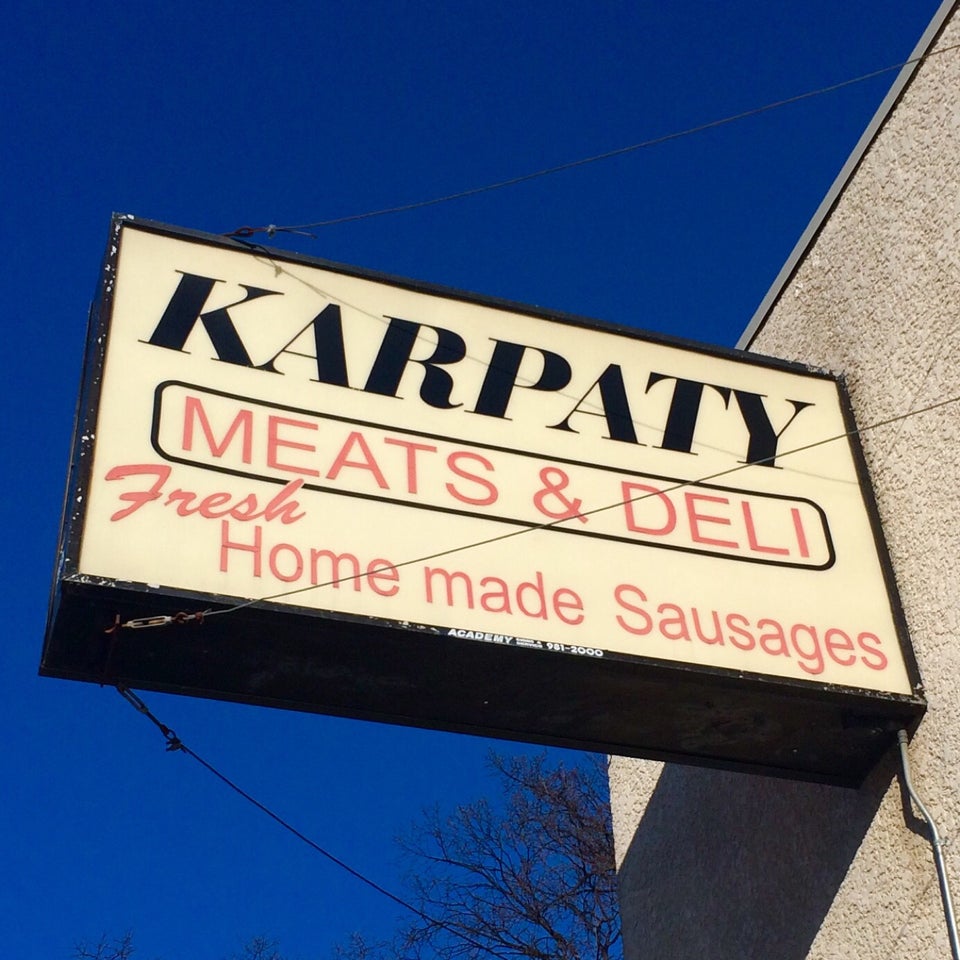 KARPATY
MEATS & DELI
Fresh
Home made Sausages
ACADEMY 981-2000